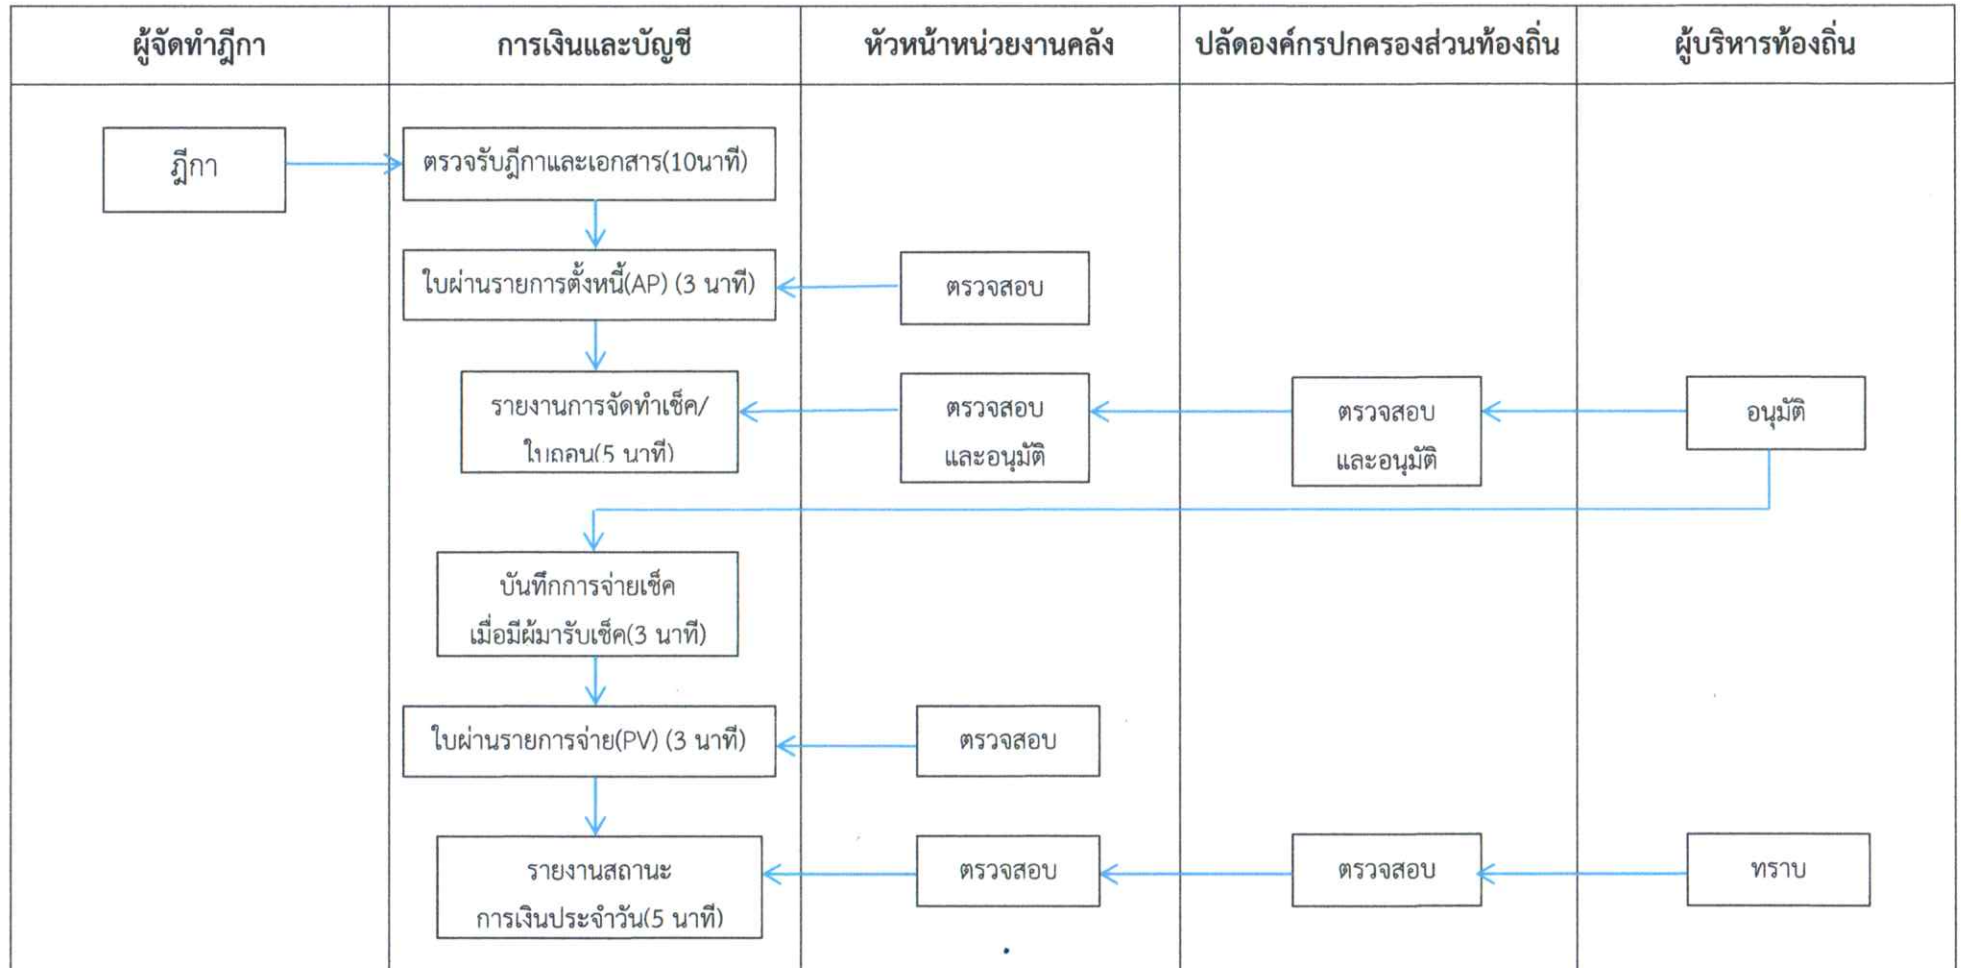 ผู้จัดทำฎีกา
การเงินและบัญชี
หัวหน้าหน่วยงานคลัง
ปลัดองค์กรปกครองส่วนท้องถิ่น
ผู้บริหารท้องถิ่น
ฎีกา
ตรวจรับฎีกาและเอกสาร(10นาที)
ใบผ่านรายการตั้งหนี้(AP) (3 นาที)
ตรวจสอบ
รายงานการจัดทำเช็ค/
ใบถอน(5 นาที)
ตรวจสอบ
และอนุมัติ
ตรวจสอบ
และอนุมัติ
อนุมัติ
บันทึกการจ่ายเช็ค
เมื่อมีผู้มารับเช็ค(3 นาที)
ใบผ่านรายการจ่าย(PV) (3 นาที)
ตรวจสอบ
รายงานสถานะ
การเงินประจำวัน(5 นาที)
ตรวจสอบ
ตรวจสอบ
ทราบ